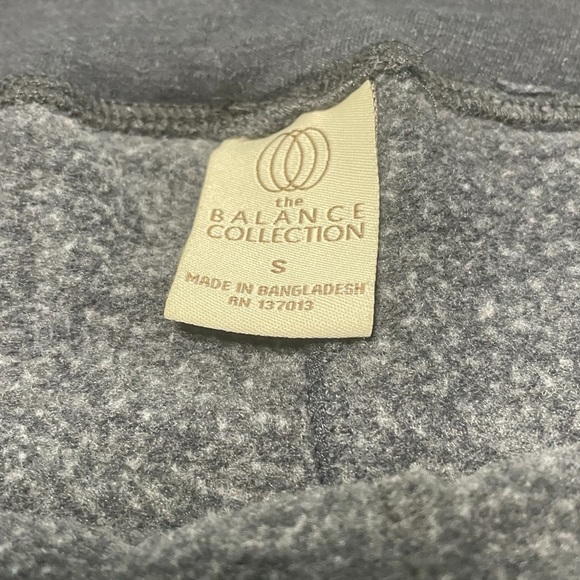 the
BALANCE
COLLECTION
S
MADE IN BANGLADESH
RN 137013